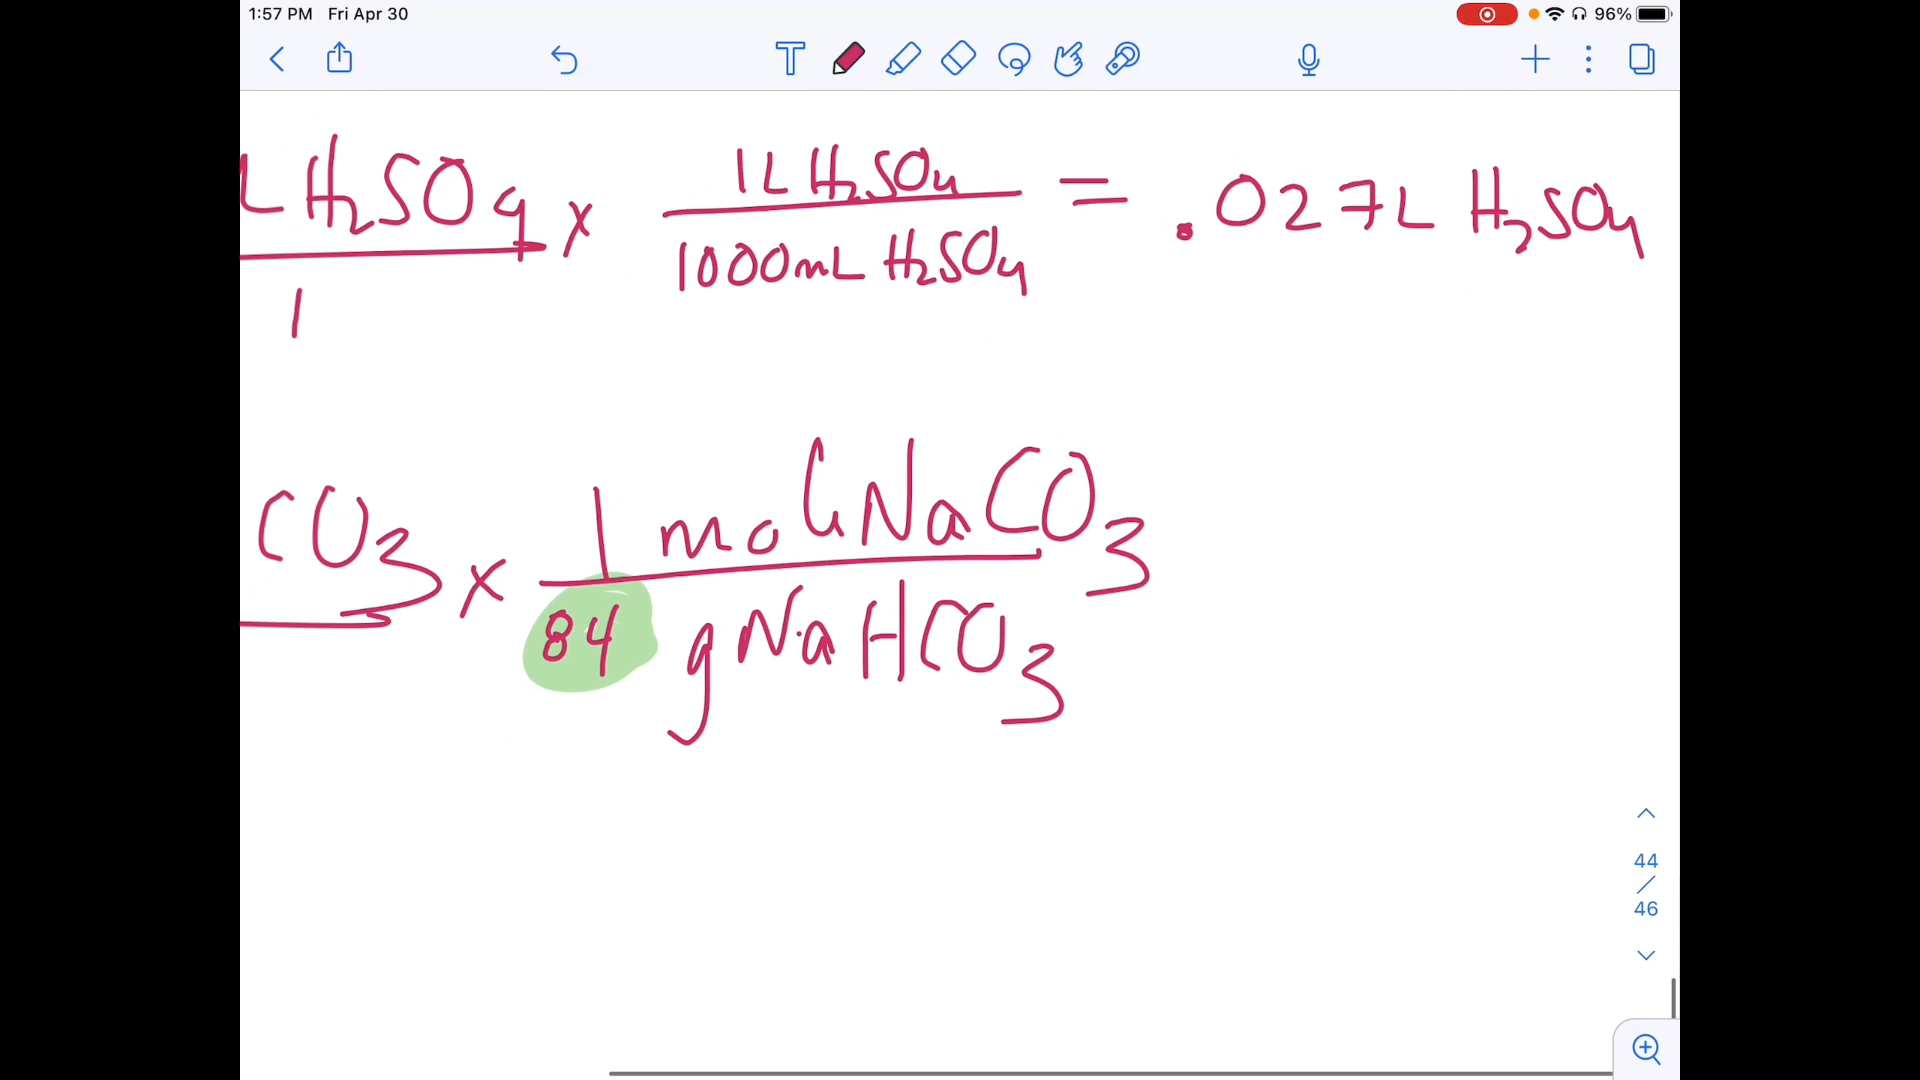 1:57 PM Fri Apr 30 96%
L H₂SO₄ x 1L H₂SO₄ = .027L H₂SO₄
1 1000mL H₂SO₄
CO₃ x 1 mol NaCO₃
84 g NaHCO₃
44
/
46